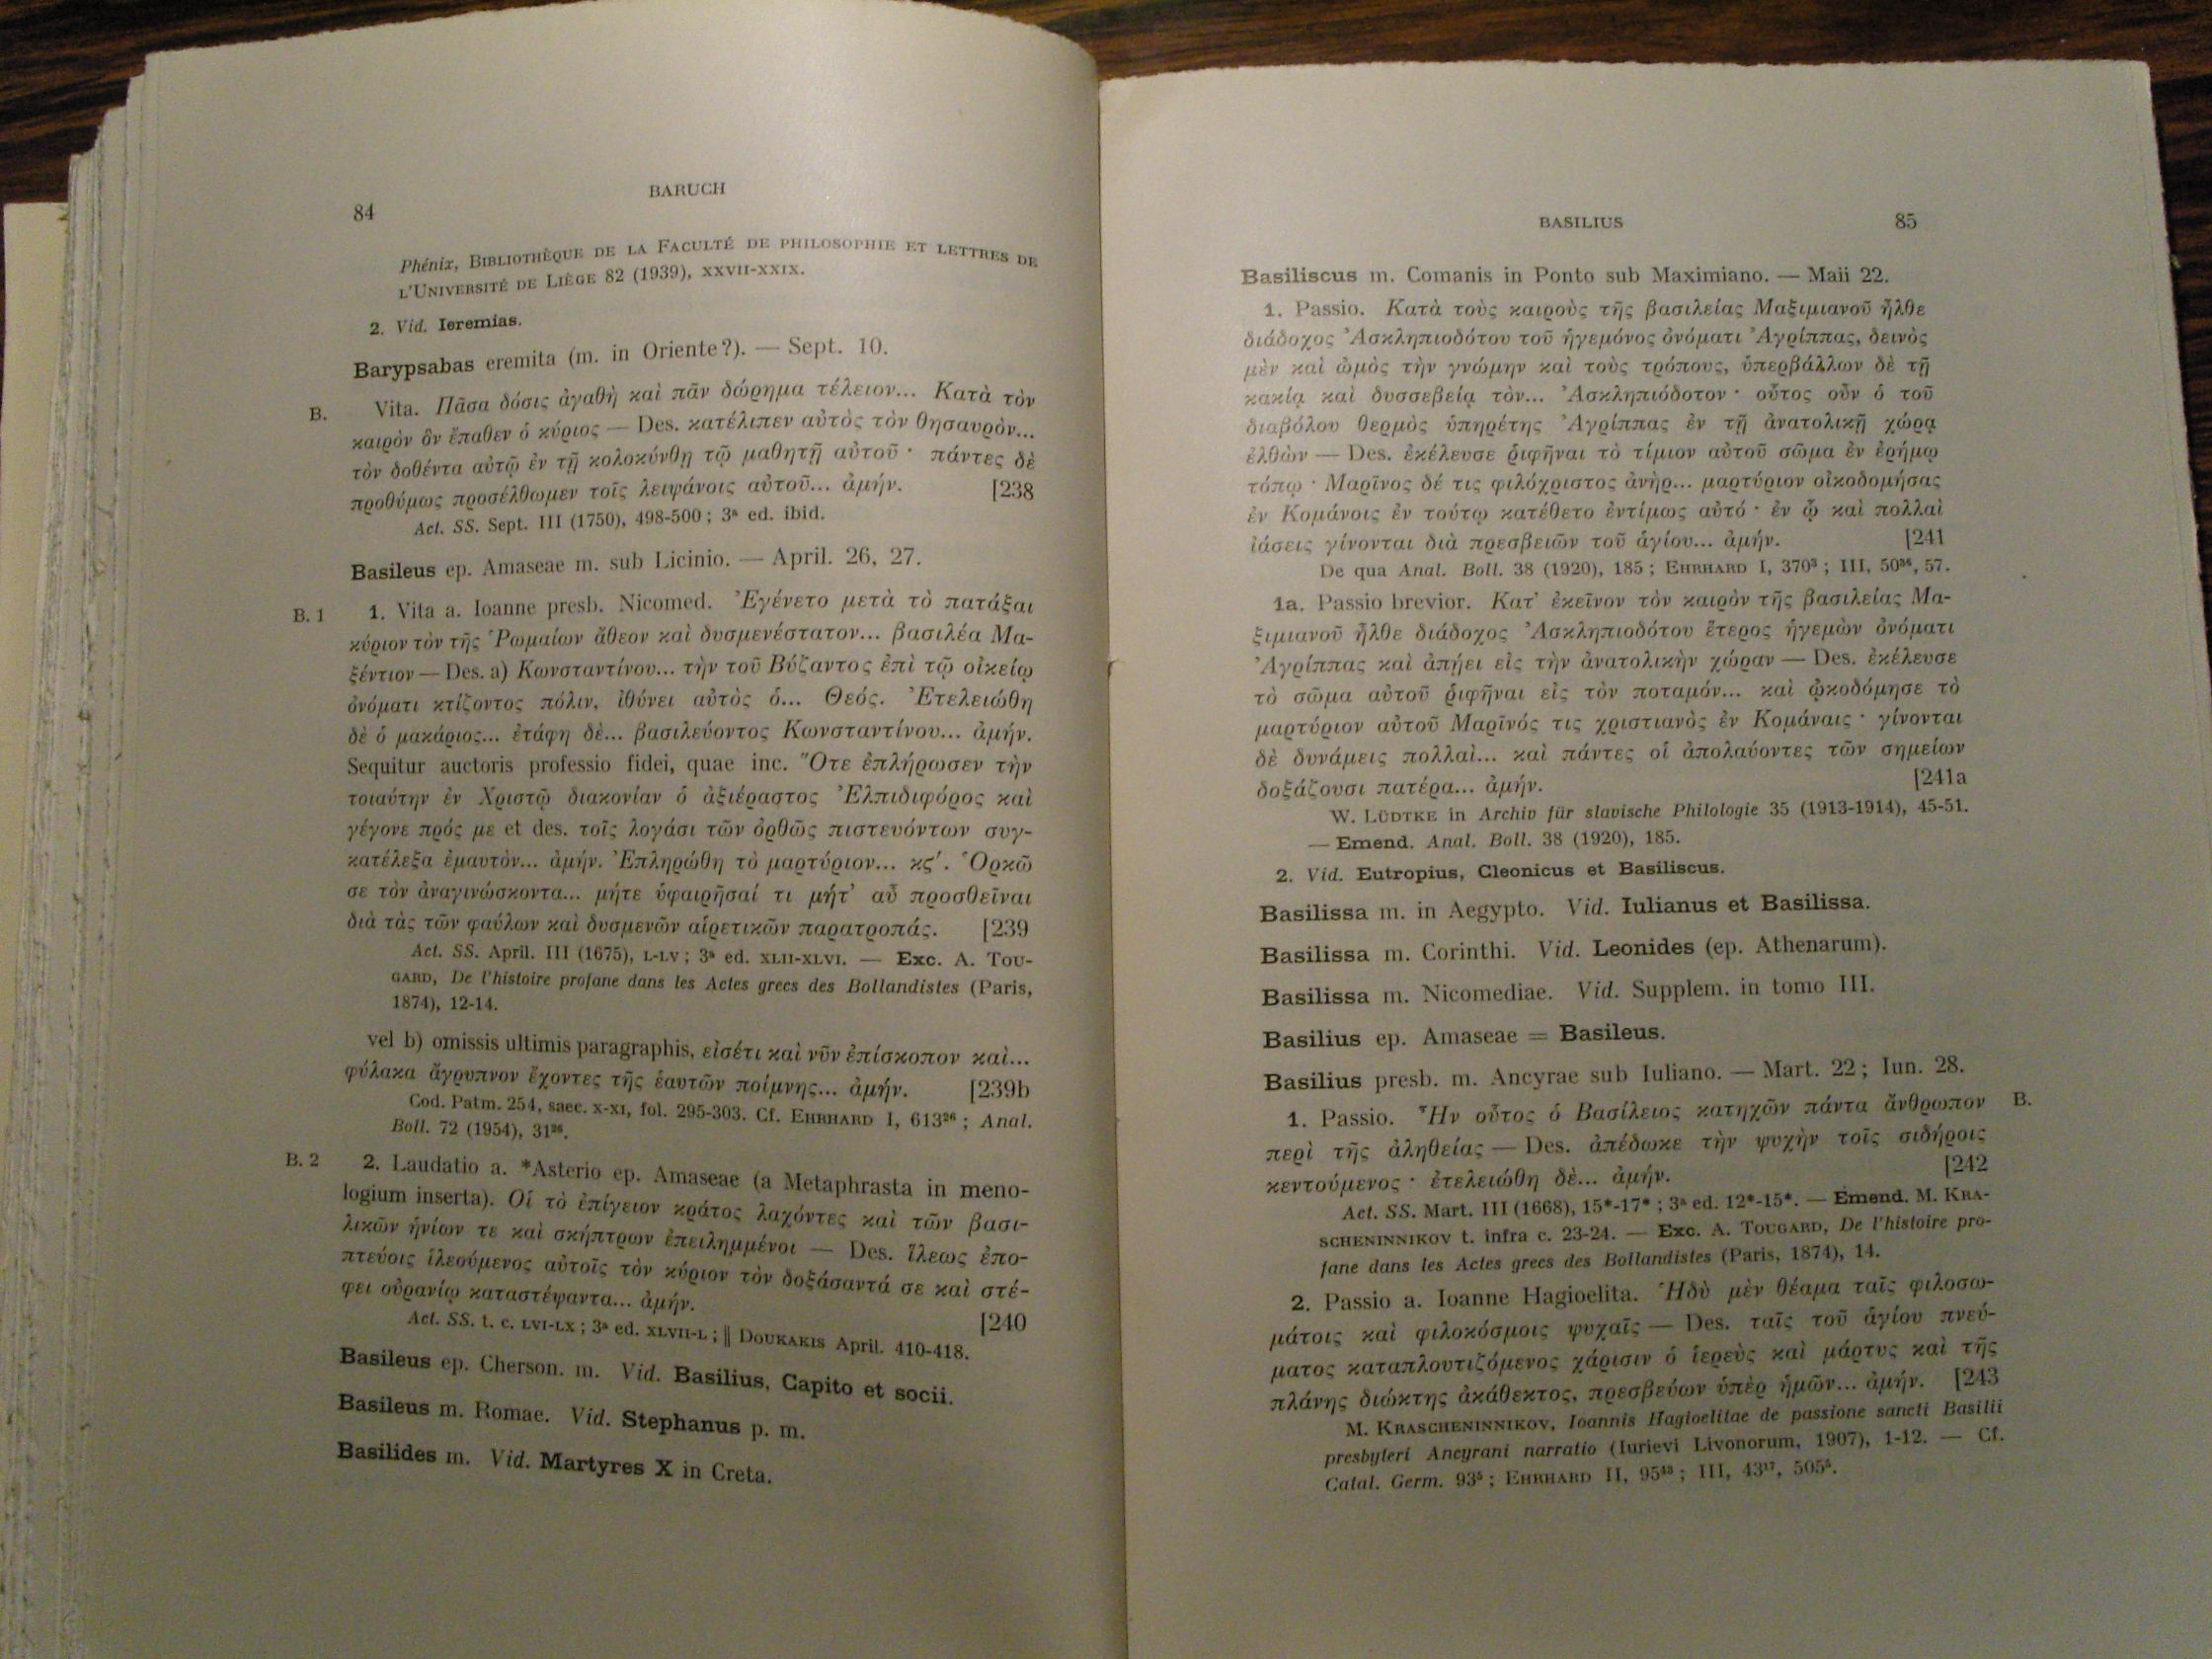 84
BARUCH
Phénix, BIBLIOTHÈQUE DE LA FACULTÉ DE PHILOSOPHIE ET LETTRES DE
L'UNIVERSITÉ DE LIÈGE 82 (1939), XXVII-XXIX.
2. Vid. Ieremias.
Barypsabas eremita (m. in Oriente?). — Sept. 10.
B. Vita. Πᾶσα δόσις ἀγαθὴ καὶ πᾶν δώρημα τέλειον... Κατὰ τὸν
καιρὸν ὃν ἔπαθεν ὁ κύριος — Des. κατέλιπεν αὐτὸς τὸν θησαυρὸν...
τὸν δοθέντα αὐτῷ ἐν τῇ κολοκύνθῃ τῷ μαθητῇ αὐτοῦ · πάντες δὲ
προθύμως προσέλθωμεν τοῖς λειψάνοις αὐτοῦ... ἀμήν. [238
Act. SS. Sept. III (1750), 498-500 ; 3ᵃ ed. ibid.
Basileus ep. Amaseae m. sub Licinio. — April. 26, 27.
B. 1 1. Vita a. Ioanne presb. Nicomed. Ἐγένετο μετὰ τὸ πατάξαι
κύριον τὸν τῆς Ῥωμαίων ἄθεον καὶ δυσμενέστατον... βασιλέα Μα-
ξέντιον — Des. a) Κωνσταντίνου... τὴν τοῦ Βύζαντος ἐπὶ τῷ οἰκείῳ
ὀνόματι κτίζοντος πόλιν, ἰθύνει αὐτὸς ὁ... Θεός. Ἐτελειώθη
δὲ ὁ μακάριος... ἐτάφη δὲ... βασιλεύοντος Κωνσταντίνου... ἀμήν.
Sequitur auctoris professio fidei, quae inc. Ὅτε ἐπλήρωσεν τὴν
τοιαύτην ἐν Χριστῷ διακονίαν ὁ ἀξιέραστος Ἐλπιδιφόρος καὶ
γέγονε πρός με et des. τοῖς λογάσι τῶν ὀρθῶς πιστευόντων συγ-
κατέλεξα ἐμαυτὸν... ἀμήν. Ἐπληρώθη τὸ μαρτύριον... κς΄. Ὁρκῶ
σε τὸν ἀναγινώσκοντα... μήτε ὑφαιρῆσαί τι μήτ' αὖ προσθεῖναι
διὰ τὰς τῶν φαύλων καὶ δυσμενῶν αἱρετικῶν παρατροπάς. [239
Act. SS. April. III (1675), L-LV ; 3ᵃ ed. XLII-XLVI. — Exc. A. TOU-
GARD, De l'histoire profane dans les Actes grecs des Bollandistes (Paris,
1874), 12-14.
vel b) omissis ultimis paragraphis, εἰσέτι καὶ νῦν ἐπίσκοπον καὶ...
φύλακα ἄγρυπνον ἔχοντες τῆς ἑαυτῶν ποίμνης... ἀμήν. [239b
Cod. Patm. 254, saec. X-XI, fol. 295-303. Cf. EHRHARD I, 613²⁶ ; Anal.
Boll. 72 (1954), 31²⁶.
B. 2 2. Laudatio a. *Asterio ep. Amaseae (a Metaphrasta in meno-
logium inserta). Οἱ τὸ ἐπίγειον κράτος λαχόντες καὶ τῶν βασι-
λικῶν ἡνίων τε καὶ σκήπτρων ἐπειλημμένοι — Des. ἵλεως ἐπο-
πτεύοις ἱλεούμενος αὐτοῖς τὸν κύριον τὸν δοξάσαντά σε καὶ στέ-
φει οὐρανίῳ καταστέψαντα... ἀμήν. [240
Act. SS. t. c. LVI-LX ; 3ᵃ ed. XLVII-L ; ‖ DOUKAKIS April. 410-418.
Basileus ep. Cherson. m. Vid. Basilius, Capito et socii.
Basileus m. Romae. Vid. Stephanus p. m.
Basilides m. Vid. Martyres X in Creta.
BASILIUS
85
Basiliscus m. Comanis in Ponto sub Maximiano. — Maii 22.
1. Passio. Κατὰ τοὺς καιροὺς τῆς βασιλείας Μαξιμιανοῦ ἦλθε
διάδοχος Ἀσκληπιοδότου τοῦ ἡγεμόνος ὀνόματι Ἀγρίππας, δεινὸς
μὲν καὶ ὠμὸς τὴν γνώμην καὶ τοὺς τρόπους, ὑπερβάλλων δὲ τῇ
κακίᾳ καὶ δυσσεβείᾳ τὸν... Ἀσκληπιόδοτον · οὗτος οὖν ὁ τοῦ
διαβόλου θερμὸς ὑπηρέτης Ἀγρίππας ἐν τῇ ἀνατολικῇ χώρᾳ
ἐλθὼν — Des. ἐκέλευσε ῥιφῆναι τὸ τίμιον αὐτοῦ σῶμα ἐν ἐρήμῳ
τόπῳ · Μαρῖνος δέ τις φιλόχριστος ἀνὴρ... μαρτύριον οἰκοδομήσας
ἐν Κομάνοις ἐν τούτῳ κατέθετο ἐντίμως αὐτό · ἐν ᾧ καὶ πολλαὶ
ἰάσεις γίνονται διὰ πρεσβειῶν τοῦ ἁγίου... ἀμήν. [241
De qua Anal. Boll. 38 (1920), 185 ; EHRHARD I, 370³ ; III, 50³⁶, 57.
1a. Passio brevior. Κατ' ἐκεῖνον τὸν καιρὸν τῆς βασιλείας Μα-
ξιμιανοῦ ἦλθε διάδοχος Ἀσκληπιοδότου ἕτερος ἡγεμὼν ὀνόματι
Ἀγρίππας καὶ ἀπῄει εἰς τὴν ἀνατολικὴν χώραν — Des. ἐκέλευσε
τὸ σῶμα αὐτοῦ ῥιφῆναι εἰς τὸν ποταμόν... καὶ ᾠκοδόμησε τὸ
μαρτύριον αὐτοῦ Μαρῖνός τις χριστιανὸς ἐν Κομάναις · γίνονται
δὲ δυνάμεις πολλαὶ... καὶ πάντες οἱ ἀπολαύοντες τῶν σημείων
δοξάζουσι πατέρα... ἀμήν. [241a
W. LÜDTKE in Archiv für slavische Philologie 35 (1913-1914), 45-51.
— Emend. Anal. Boll. 38 (1920), 185.
2. Vid. Eutropius, Cleonicus et Basiliscus.
Basilissa m. in Aegypto. Vid. Iulianus et Basilissa.
Basilissa m. Corinthi. Vid. Leonides (ep. Athenarum).
Basilissa m. Nicomediae. Vid. Supplem. in tomo III.
Basilius ep. Amaseae = Basileus.
Basilius presb. m. Ancyrae sub Iuliano. — Mart. 22 ; Iun. 28.
1. Passio. Ἦν οὗτος ὁ Βασίλειος κατηχῶν πάντα ἄνθρωπον B.
περὶ τῆς ἀληθείας — Des. ἀπέδωκε τὴν ψυχὴν τοῖς σιδήροις
κεντούμενος · ἐτελειώθη δὲ... ἀμήν. [242
Act. SS. Mart. III (1668), 15*-17* ; 3ᵃ ed. 12*-15*. — Emend. M. KRA-
SCHENINNIKOV t. infra c. 23-24. — Exc. A. TOUGARD, De l'histoire pro-
fane dans les Actes grecs des Bollandistes (Paris, 1874), 14.
2. Passio a. Ioanne Hagioelita. Ἡδὺ μὲν θέαμα ταῖς φιλοσω-
μάτοις καὶ φιλοκόσμοις ψυχαῖς — Des. ταῖς τοῦ ἁγίου πνεύ-
ματος καταπλουτιζόμενος χάρισιν ὁ ἱερεὺς καὶ μάρτυς καὶ τῆς
πλάνης διώκτης ἀκάθεκτος, πρεσβεύων ὑπὲρ ἡμῶν... ἀμήν. [243
M. KRASCHENINNIKOV, Ioannis Hagioelitae de passione sancti Basilii
presbyteri Ancyrani narratio (Iurievi Livonorum, 1907), 1-12. — Cf.
Catal. Germ. 93⁵ ; EHRHARD II, 95⁴³ ; III, 43¹⁷, 505⁵.